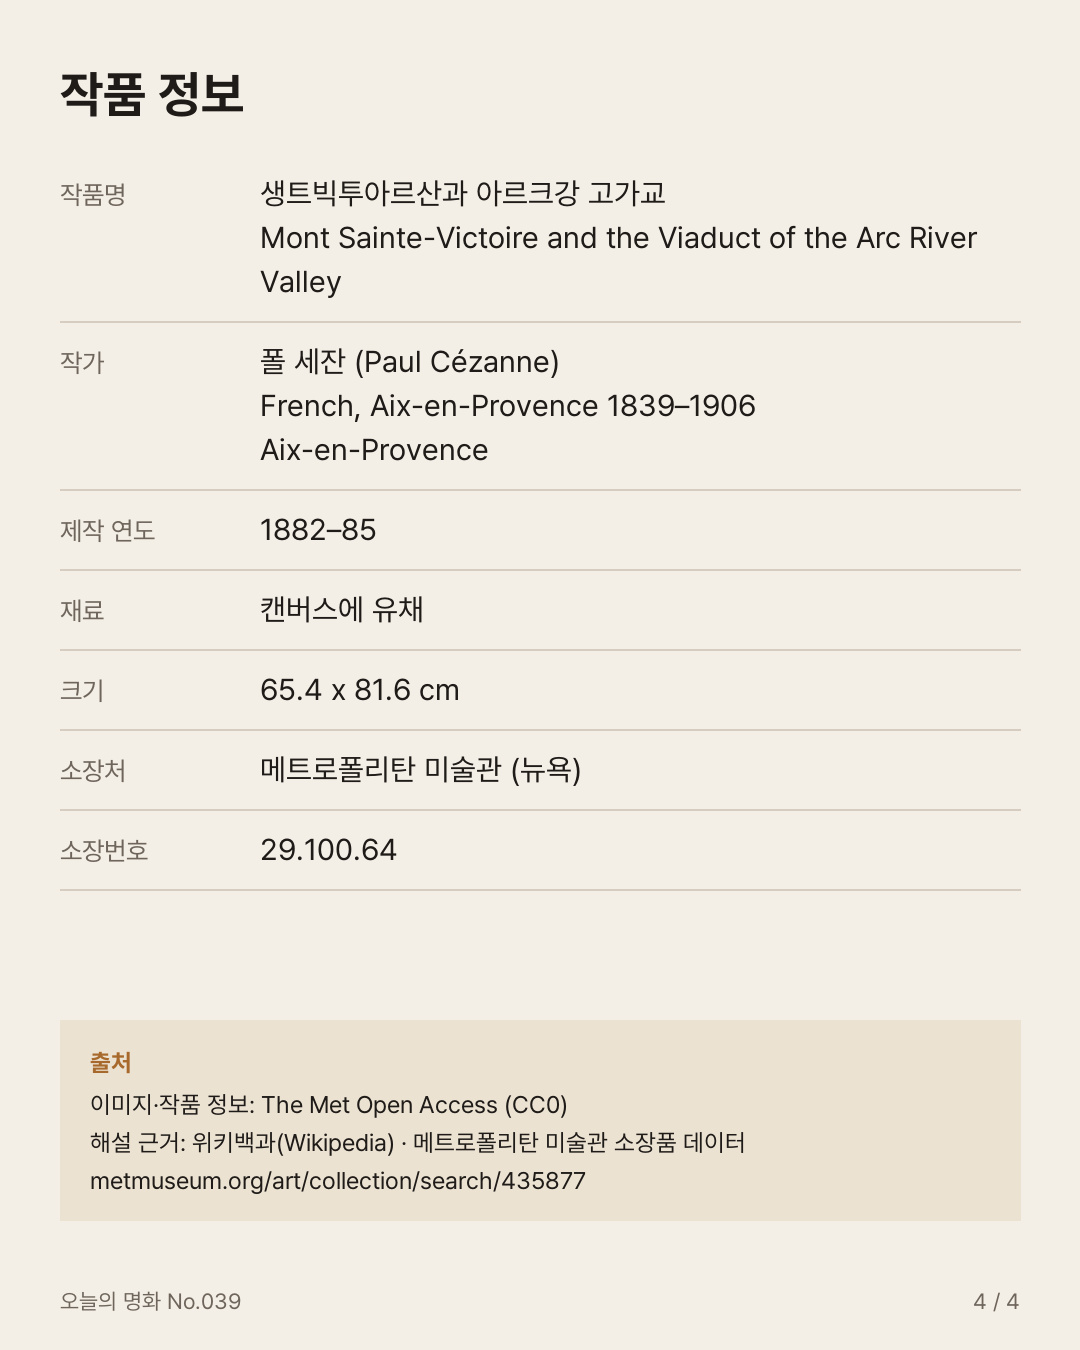 작품 정보
작품명
생트빅투아르산과 아르크강 고가교
Mont Sainte-Victoire and the Viaduct of the Arc River
Valley
작가
폴 세잔 (Paul Cézanne)
French, Aix-en-Provence 1839–1906
Aix-en-Provence
제작 연도
1882–85
재료
캔버스에 유채
크기
65.4 x 81.6 cm
소장처
메트로폴리탄 미술관 (뉴욕)
소장번호
29.100.64
출처
이미지·작품 정보: The Met Open Access (CC0)
해설 근거: 위키백과(Wikipedia) · 메트로폴리탄 미술관 소장품 데이터
metmuseum.org/art/collection/search/435877
오늘의 명화 No.039
4 / 4